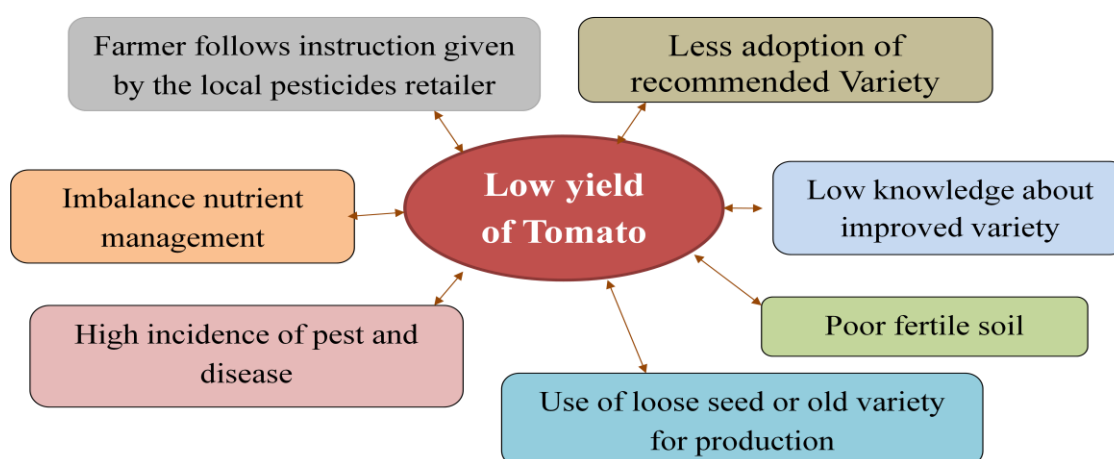 Farmer follows instruction given
by the local pesticides retailer
Less adoption of
recommended Variety
Imbalance nutrient
management
Low yield
of Tomato
Low knowledge about
improved variety
High incidence of pest and
disease
Poor fertile soil
Use of loose seed or old variety
for production